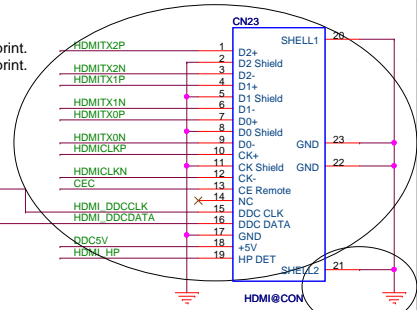 CN23
print.
print.
HDMITX2P 1 D2+ SHELL1 20
2 D2 Shield
HDMITX2N 3 D2-
HDMITX1P 4 D1+
5 D1 Shield
HDMITX1N 6 D1-
HDMITX0P 7 D0+
8 D0 Shield
HDMITX0N 9 D0- GND 23
HDMICLKP 10 CK+
11 CK Shield GND 22
HDMICLKN 12 CK-
CEC 13 CE Remote
14 NC
HDMI_DDCCLK 15 DDC CLK
HDMI_DDCDATA 16 DDC DATA
17 GND
DDC5V 18 +5V
HDMI_HP 19 HP DET
SHELL2 21
HDMI@CON